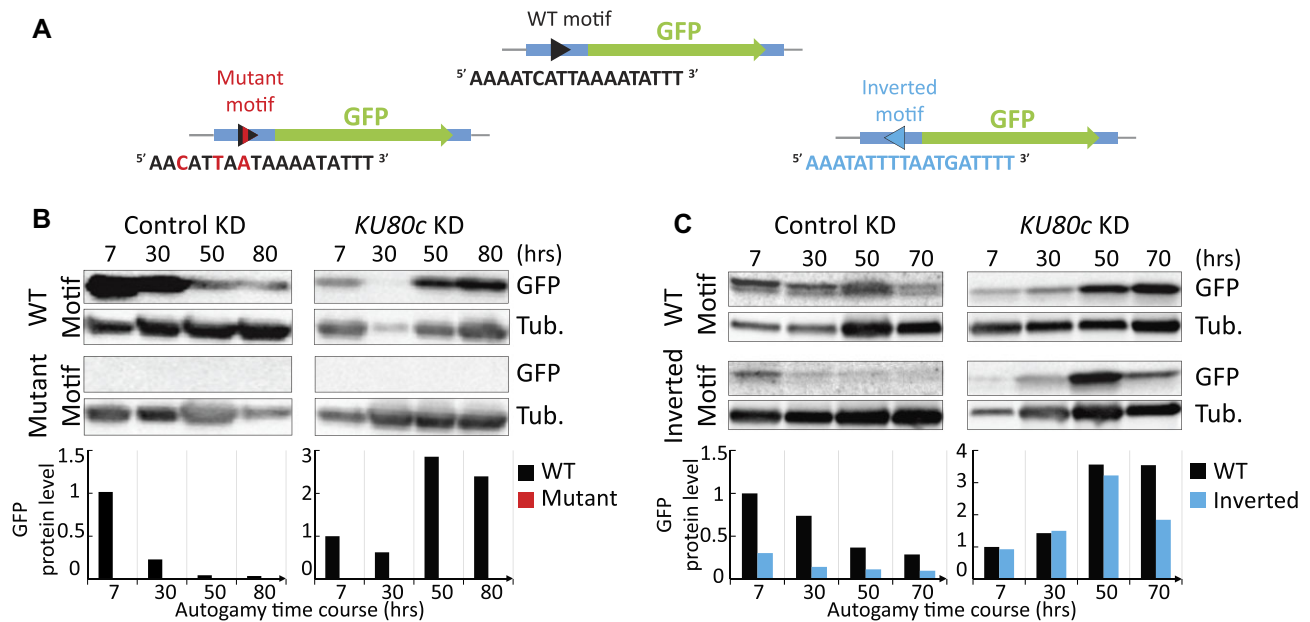 A
WT motif
GFP
5′ AAAATCATTAAAATATTT 3′
Mutant
motif
GFP
5′ AACATTAATAAAATATTT 3′
Inverted
motif
GFP
5′ AAATATTTTAATGATTTT 3′
B
Control KD
KU80c KD
7 30 50 80
7 30 50 80 (hrs)
WT
Motif
GFP
Tub.
Mutant
Motif
GFP
Tub.
GFP
protein level
1.5
1
0.5
0
7 30 50 80
3
2
1
0
7 30 50 80
WT
Mutant
Autogamy time course (hrs)
C
Control KD
KU80c KD
7 30 50 70
7 30 50 70 (hrs)
WT
Motif
GFP
Tub.
Inverted
Motif
GFP
Tub.
GFP
protein level
1.5
1
0.5
0
7 30 50 70
4
3
2
1
0
7 30 50 70
WT
Inverted
Autogamy time course (hrs)